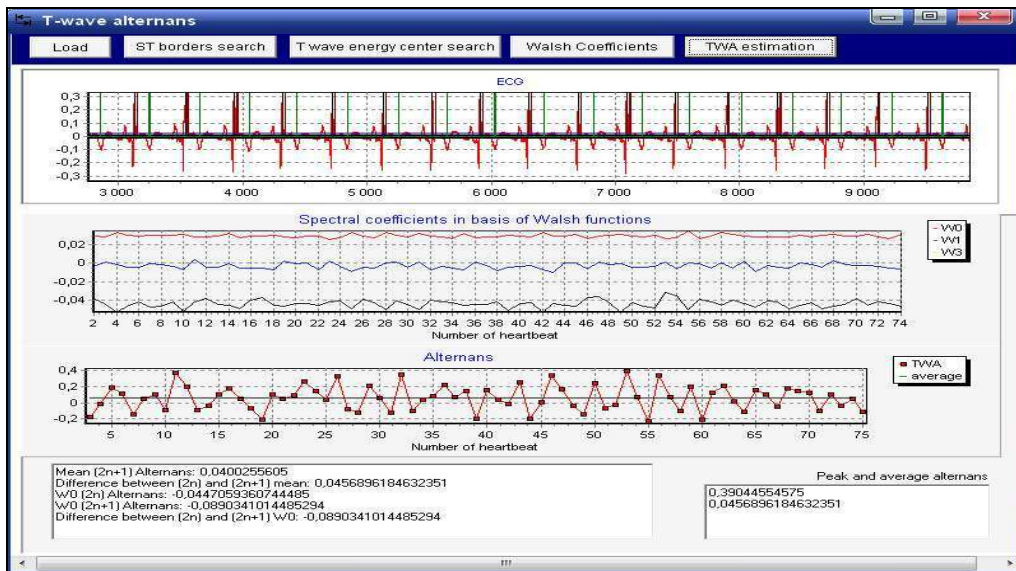 T-wave alternans
Load ST borders search T wave energy center search Walsh Coefficients TWA estimation
ECG
0,3
0,2
0,1
0
-0,1
-0,2
-0,3
3 000 4 000 5 000 6 000 7 000 8 000 9 000
Spectral coefficients in basis of Walsh functions
W0
W1
W3
0,02
0
-0,02
-0,04
2 4 6 8 10 12 14 16 18 20 22 24 26 28 30 32 34 36 38 40 42 44 46 48 50 52 54 56 58 60 62 64 66 68 70 72 74
Number of heartbeat
Alternans
TWA
average
0,4
0,2
0
-0,2
5 10 15 20 25 30 35 40 45 50 55 60 65 70 75
Number of heartbeat
Mean (2n+1) Alternans: 0,0400255605
Difference between (2n) and (2n+1) mean: 0,0456896184632351
W0 (2n) Alternans: -0,0447059360744485
W0 (2n+1) Alternans: -0,0890341014485294
Difference between (2n) and (2n+1) W0: -0,0890341014485294
Peak and average alternans
0,39044554575
0,0456896184632351